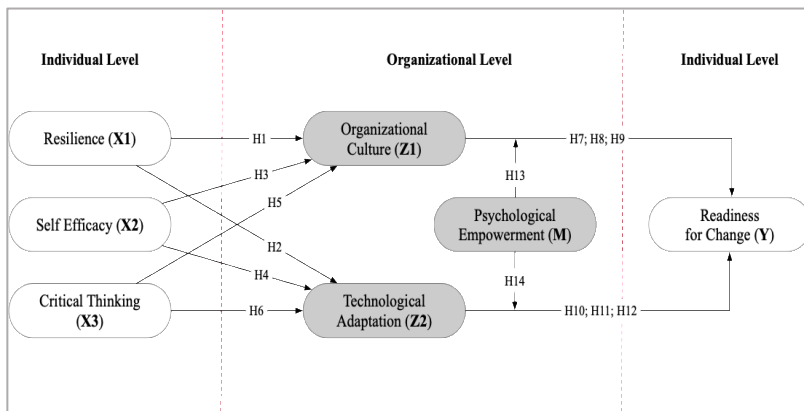 Individual Level
Organizational Level
Individual Level
Resilience (X1)
H1
Organizational
Culture (Z1)
H7; H8; H9
H3
H13
H5
Self Efficacy (X2)
Psychological
Empowerment (M)
Readiness
for Change (Y)
H2
H4
H14
Critical Thinking
(X3)
H6
Technological
Adaptation (Z2)
H10; H11; H12